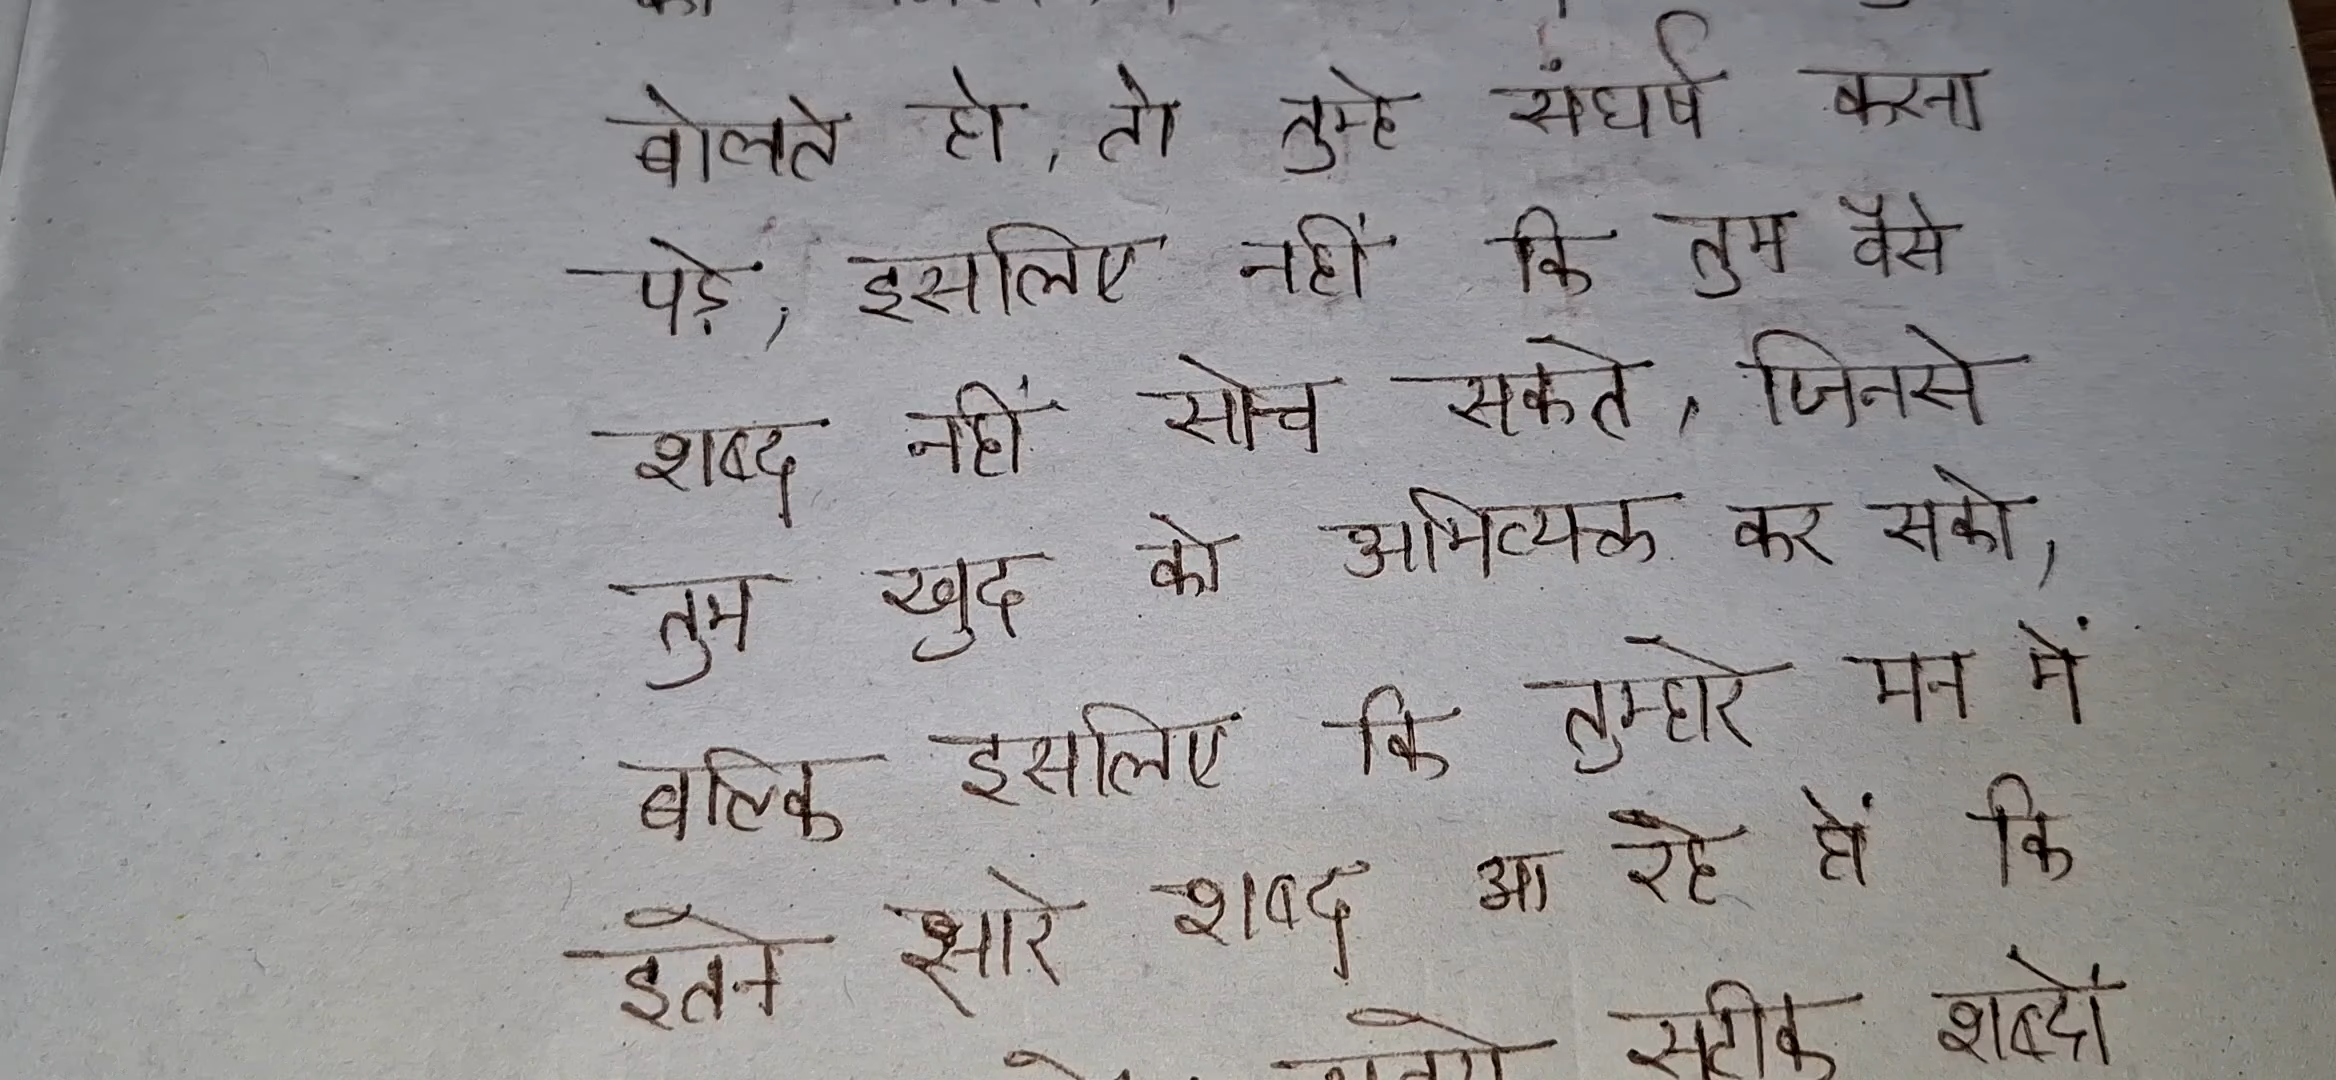 बोलते हो, तो तुम्हे संघर्ष करना
पड़े, इसलिए नहीं कि तुम वैसे
शब्द नहीं सोच सकते, जिनसे
तुम खुद को अभिव्यक्त कर सको,
बल्कि इसलिए कि तुम्हारे मन में
इतने सारे शब्द आ रहे हों कि
सटीक शब्दों